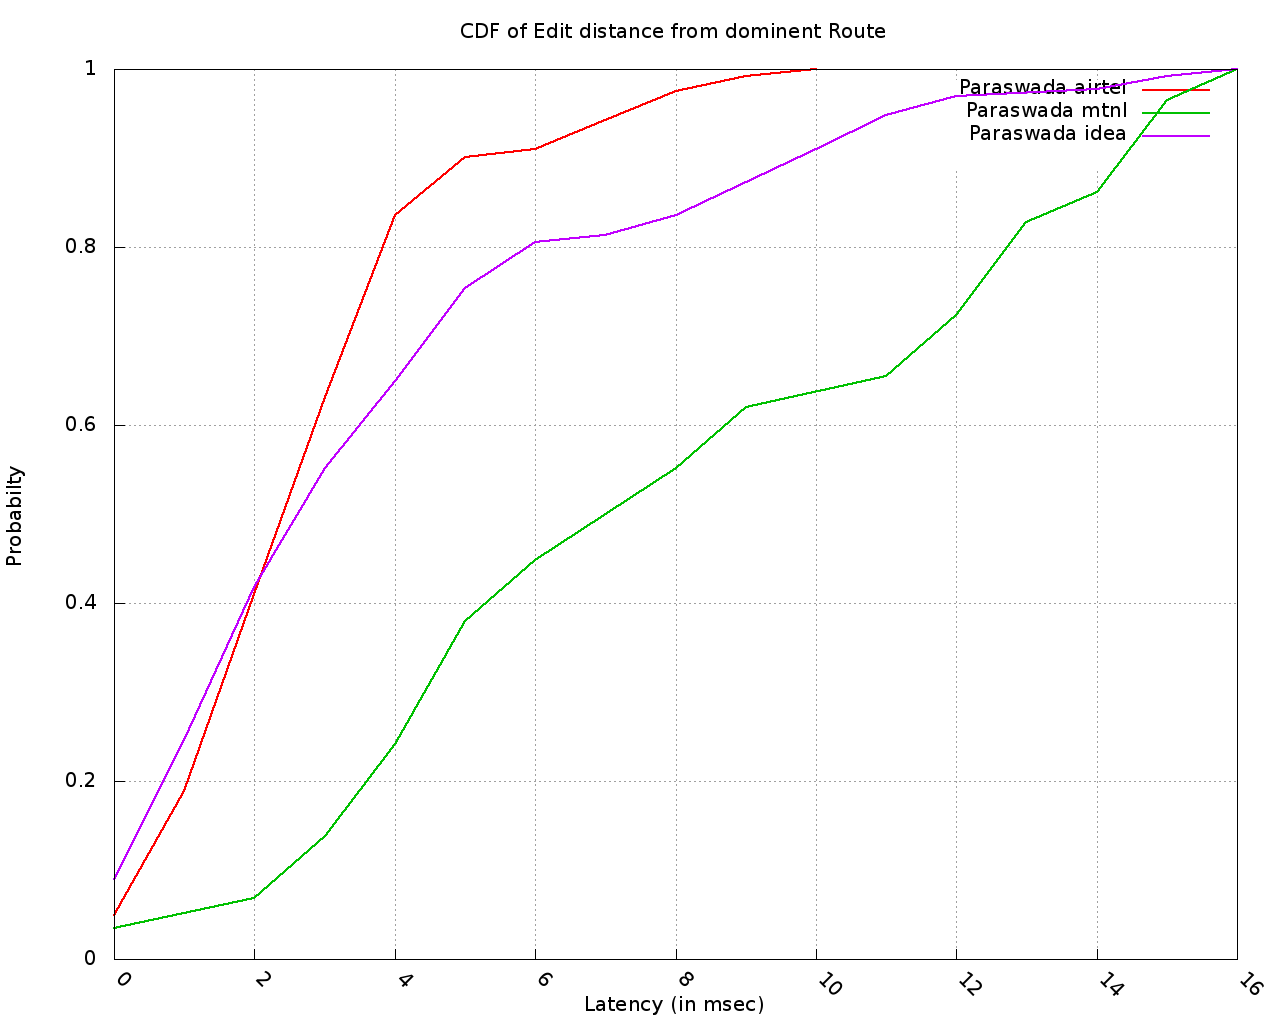 CDF of Edit distance from dominent Route
Probabilty
1
0.8
0.6
0.4
0.2
0
Paraswada airtel
Paraswada mtnl
Paraswada idea
0 2 4 6 8 10 12 14 16
Latency (in msec)